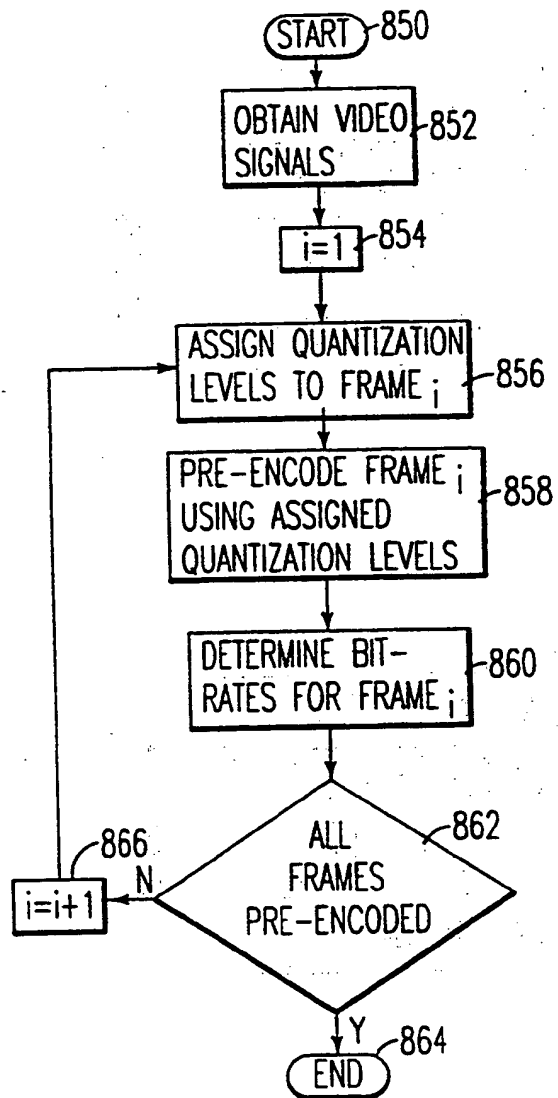 START 850
OBTAIN VIDEO
SIGNALS
852
i=1
854
ASSIGN QUANTIZATION
LEVELS TO FRAME i
856
PRE-ENCODE FRAME i
USING ASSIGNED
QUANTIZATION LEVELS
858
DETERMINE BIT-
RATES FOR FRAME i
860
ALL
FRAMES
PRE-ENCODED
862
N
866
i=i+1
Y
END 864